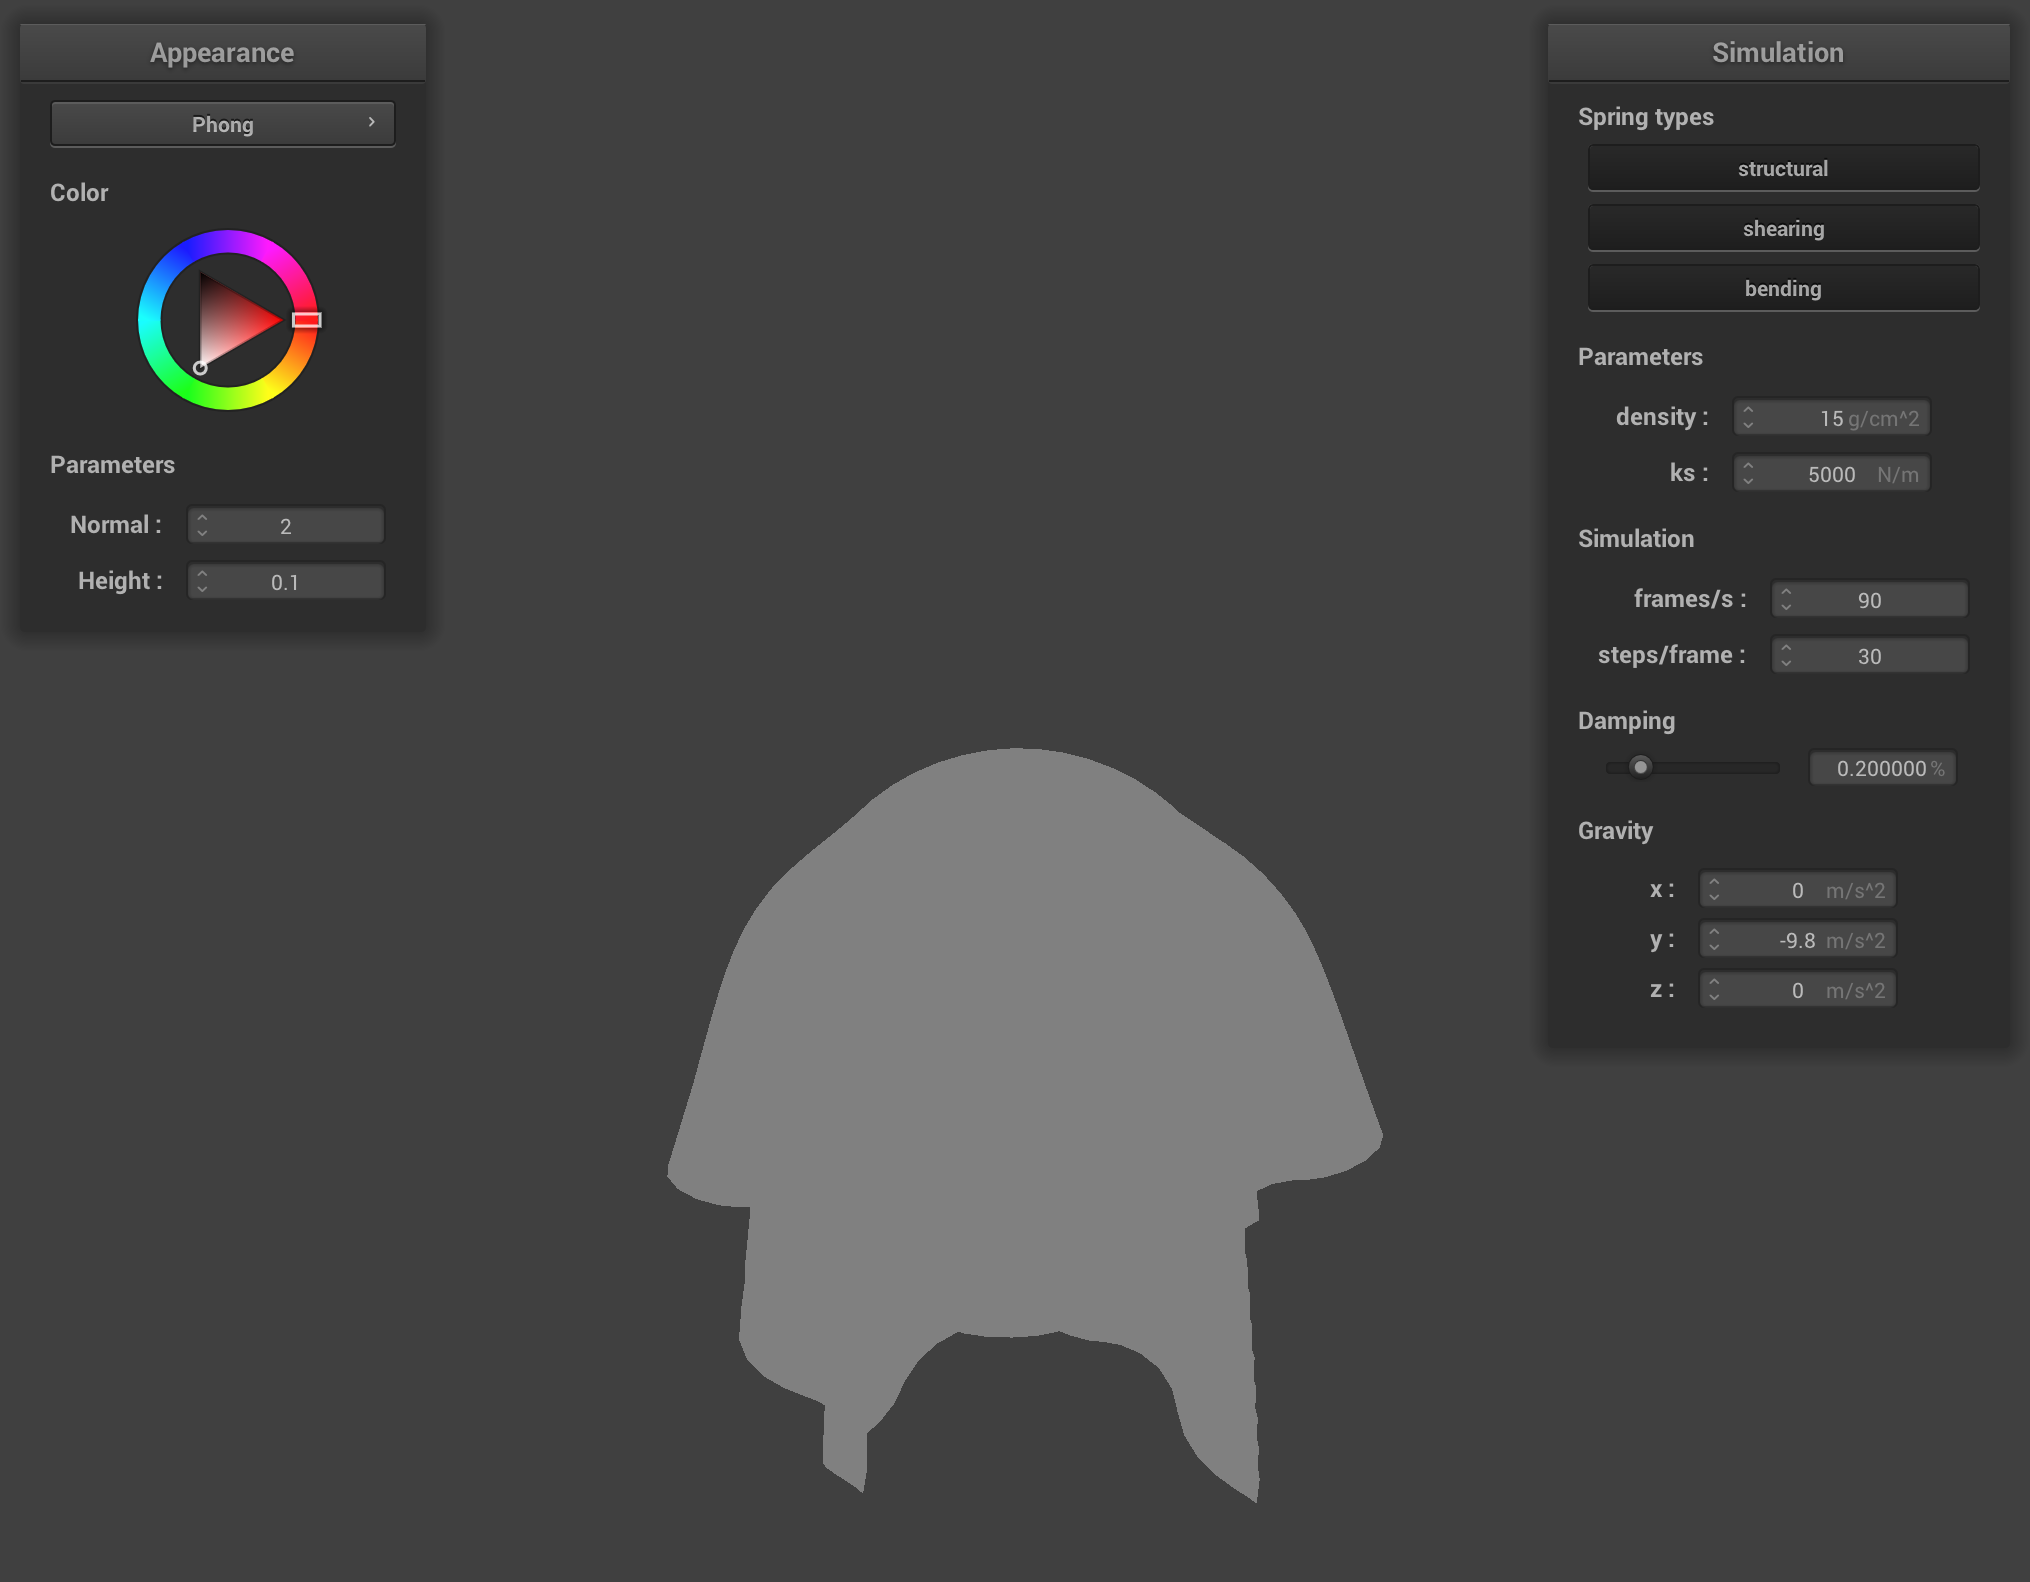 Appearance
Phong
Color
Parameters
Normal : 2
Height : 0.1
Simulation
Spring types
structural
shearing
bending
Parameters
density : 15 g/cm^2
ks : 5000 N/m
Simulation
frames/s : 90
steps/frame : 30
Damping
0.200000 %
Gravity
x : 0 m/s^2
y : -9.8 m/s^2
z : 0 m/s^2